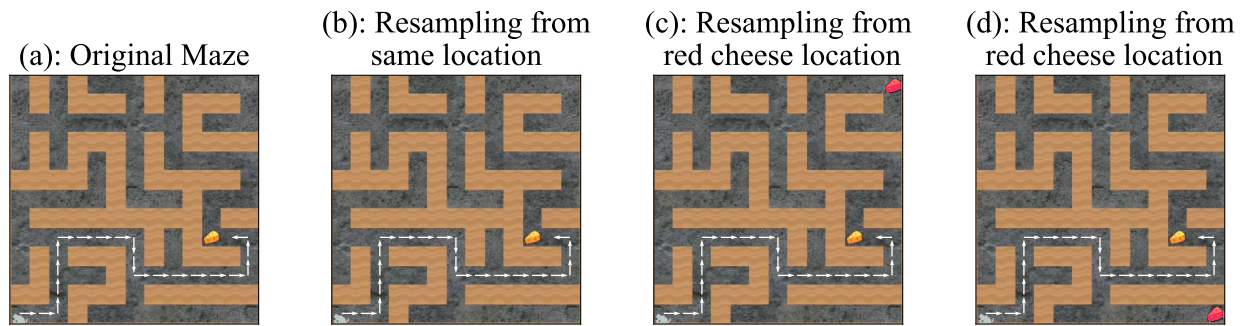 (a): Original Maze
(b): Resampling from
same location
(c): Resampling from
red cheese location
(d): Resampling from
red cheese location